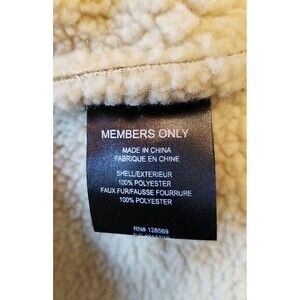 MEMBERS ONLY
MADE IN CHINA
FABRIQUE EN CHINE
SHELL/EXTERIEUR
100% POLYESTER
FAUX FUR/FAUSSE FOURRURE
100% POLYESTER
RN# 128569